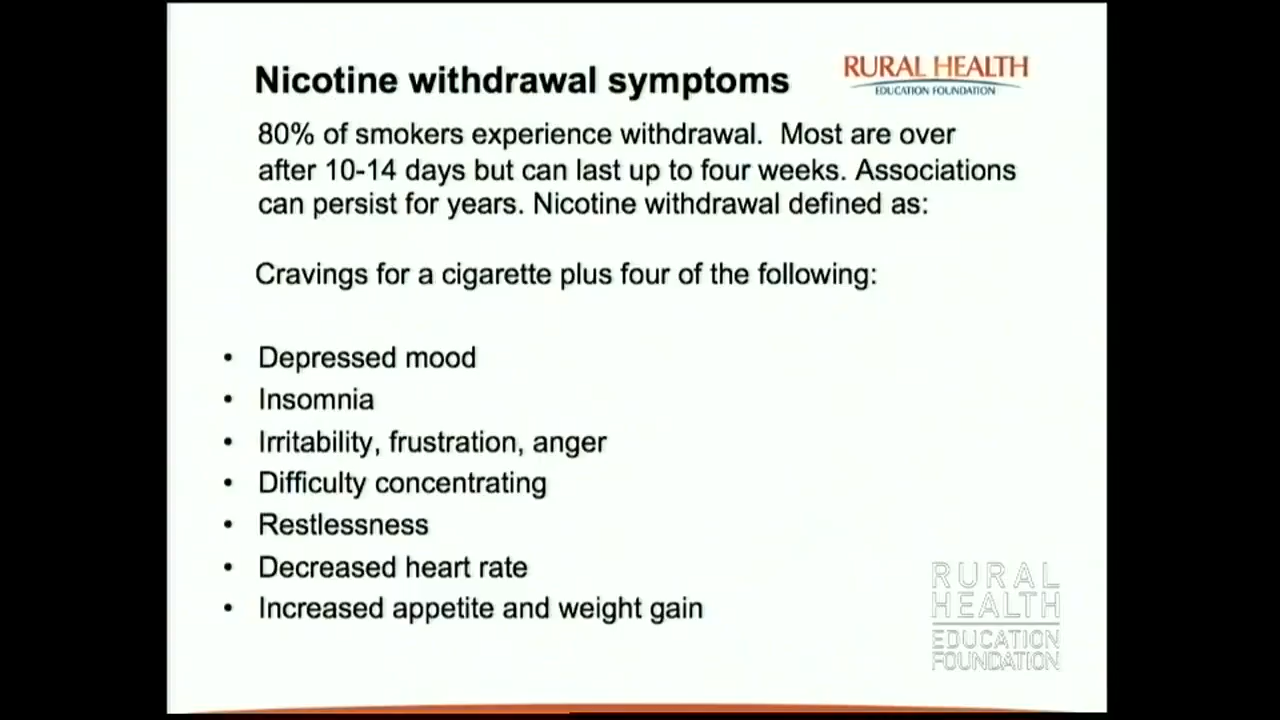 Nicotine withdrawal symptoms
RURAL HEALTH
EDUCATION FOUNDATION
80% of smokers experience withdrawal. Most are over
after 10-14 days but can last up to four weeks. Associations
can persist for years. Nicotine withdrawal defined as:
Cravings for a cigarette plus four of the following:
• Depressed mood
• Insomnia
• Irritability, frustration, anger
• Difficulty concentrating
• Restlessness
• Decreased heart rate
• Increased appetite and weight gain
RURAL
HEALTH
EDUCATION
FOUNDATION